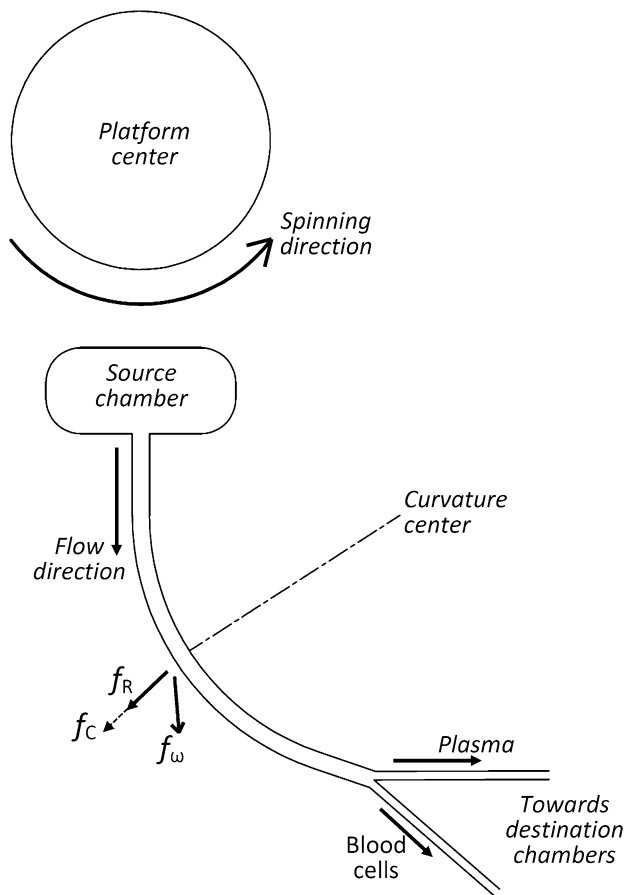 Platform
center
Spinning
direction
Source
chamber
Curvature
center
Flow
direction
fR
fC
fω
Plasma
Towards
destination
chambers
Blood
cells